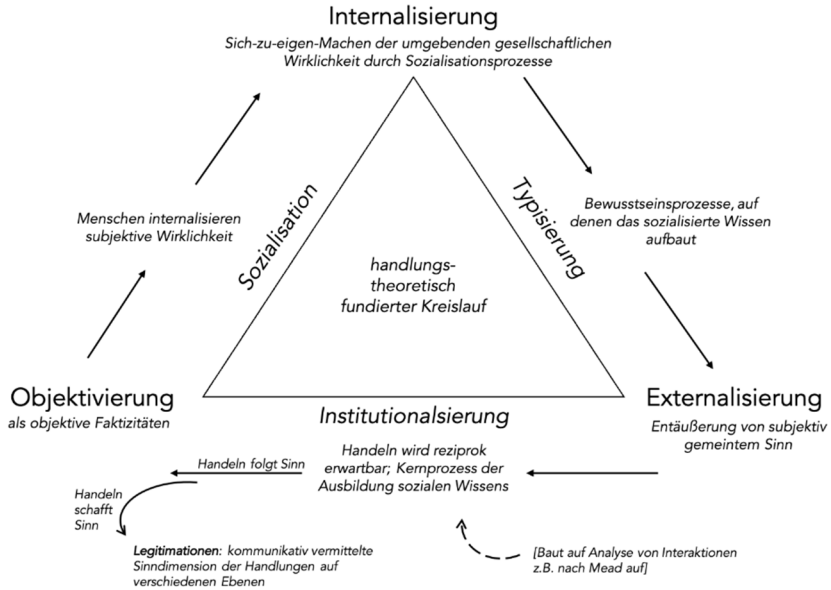 Internalisierung
Sich-zu-eigen-Machen der umgebenden gesellschaftlichen
Wirklichkeit durch Sozialisationsprozesse
Sozialisation
Typisierung
Menschen internalisieren
subjektive Wirklichkeit
Bewusstseinsprozesse, auf
denen das sozialisierte Wissen
aufbaut
handlungs-
theoretisch
fundierter Kreislauf
Objektivierung
als objektive Faktizitäten
Externalisierung
Entäußerung von subjektiv
gemeintem Sinn
Institutionalsierung
Handeln wird reziprok
erwartbar; Kernprozess der
Ausbildung sozialen Wissens
Handeln folgt Sinn
Handeln
schafft
Sinn
Legitimationen: kommunikativ vermittelte
Sinndimension der Handlungen auf
verschiedenen Ebenen
[Baut auf Analyse von Interaktionen
z.B. nach Mead auf]